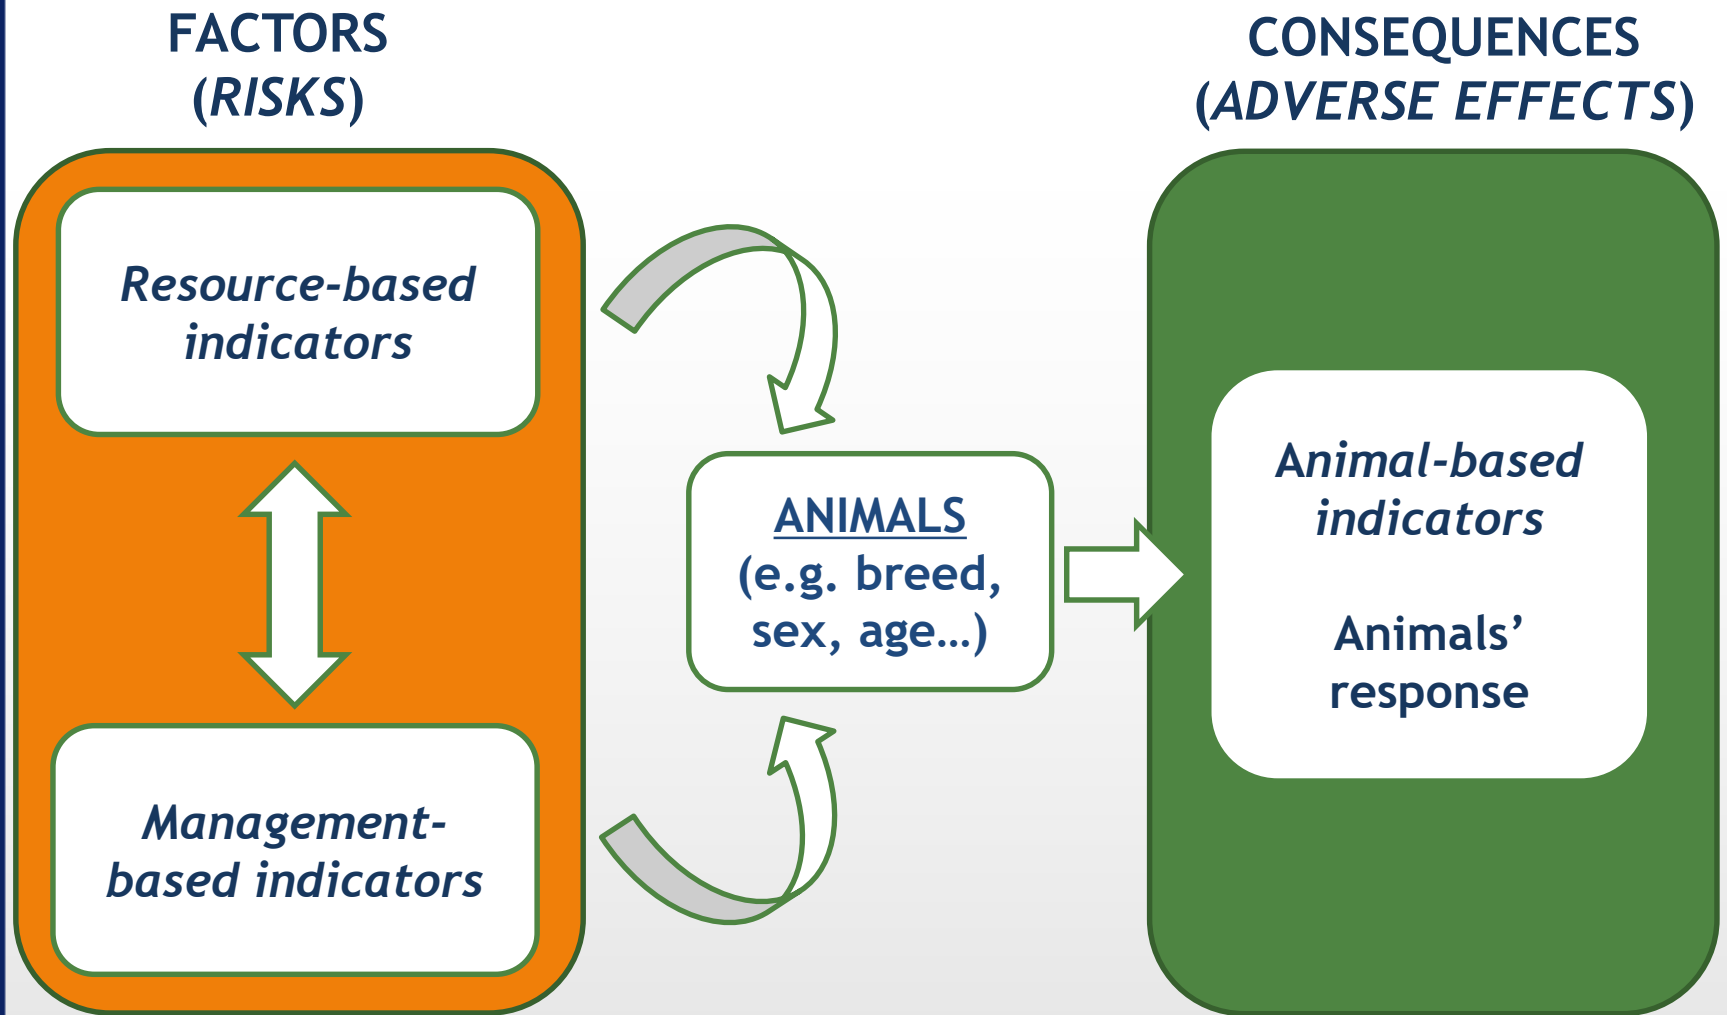 FACTORS
(RISKS)
Resource-based
indicators
Management-
based indicators
ANIMALS
(e.g. breed,
sex, age…)
CONSEQUENCES
(ADVERSE EFFECTS)
Animal-based
indicators
Animals’
response